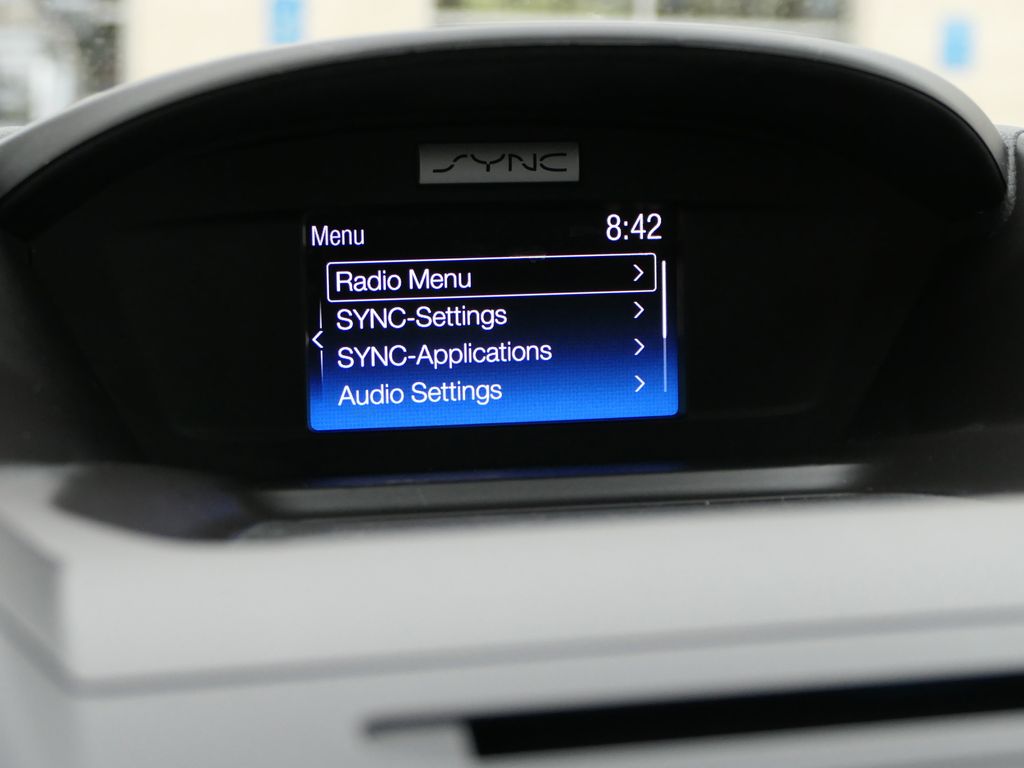 SYNC
Menu 8:42
Radio Menu >
SYNC-Settings >
<
SYNC-Applications >
Audio Settings >